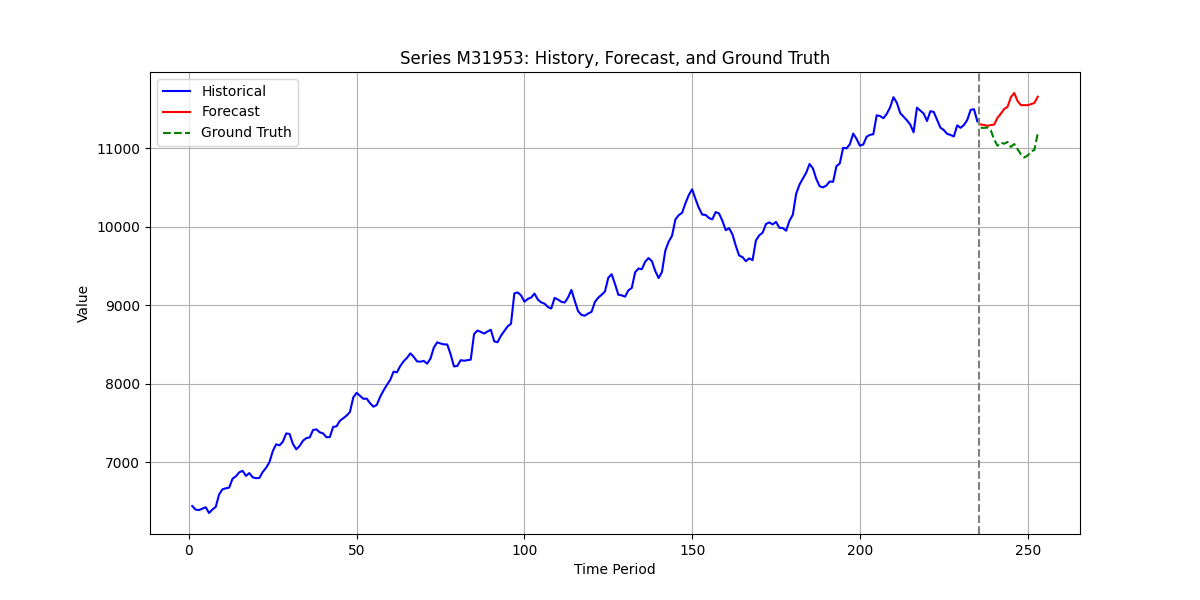 Series M31953: History, Forecast, and Ground Truth
Historical
Forecast
Ground Truth
11000
10000
9000
8000
7000
Value
0 50 100 150 200 250
Time Period